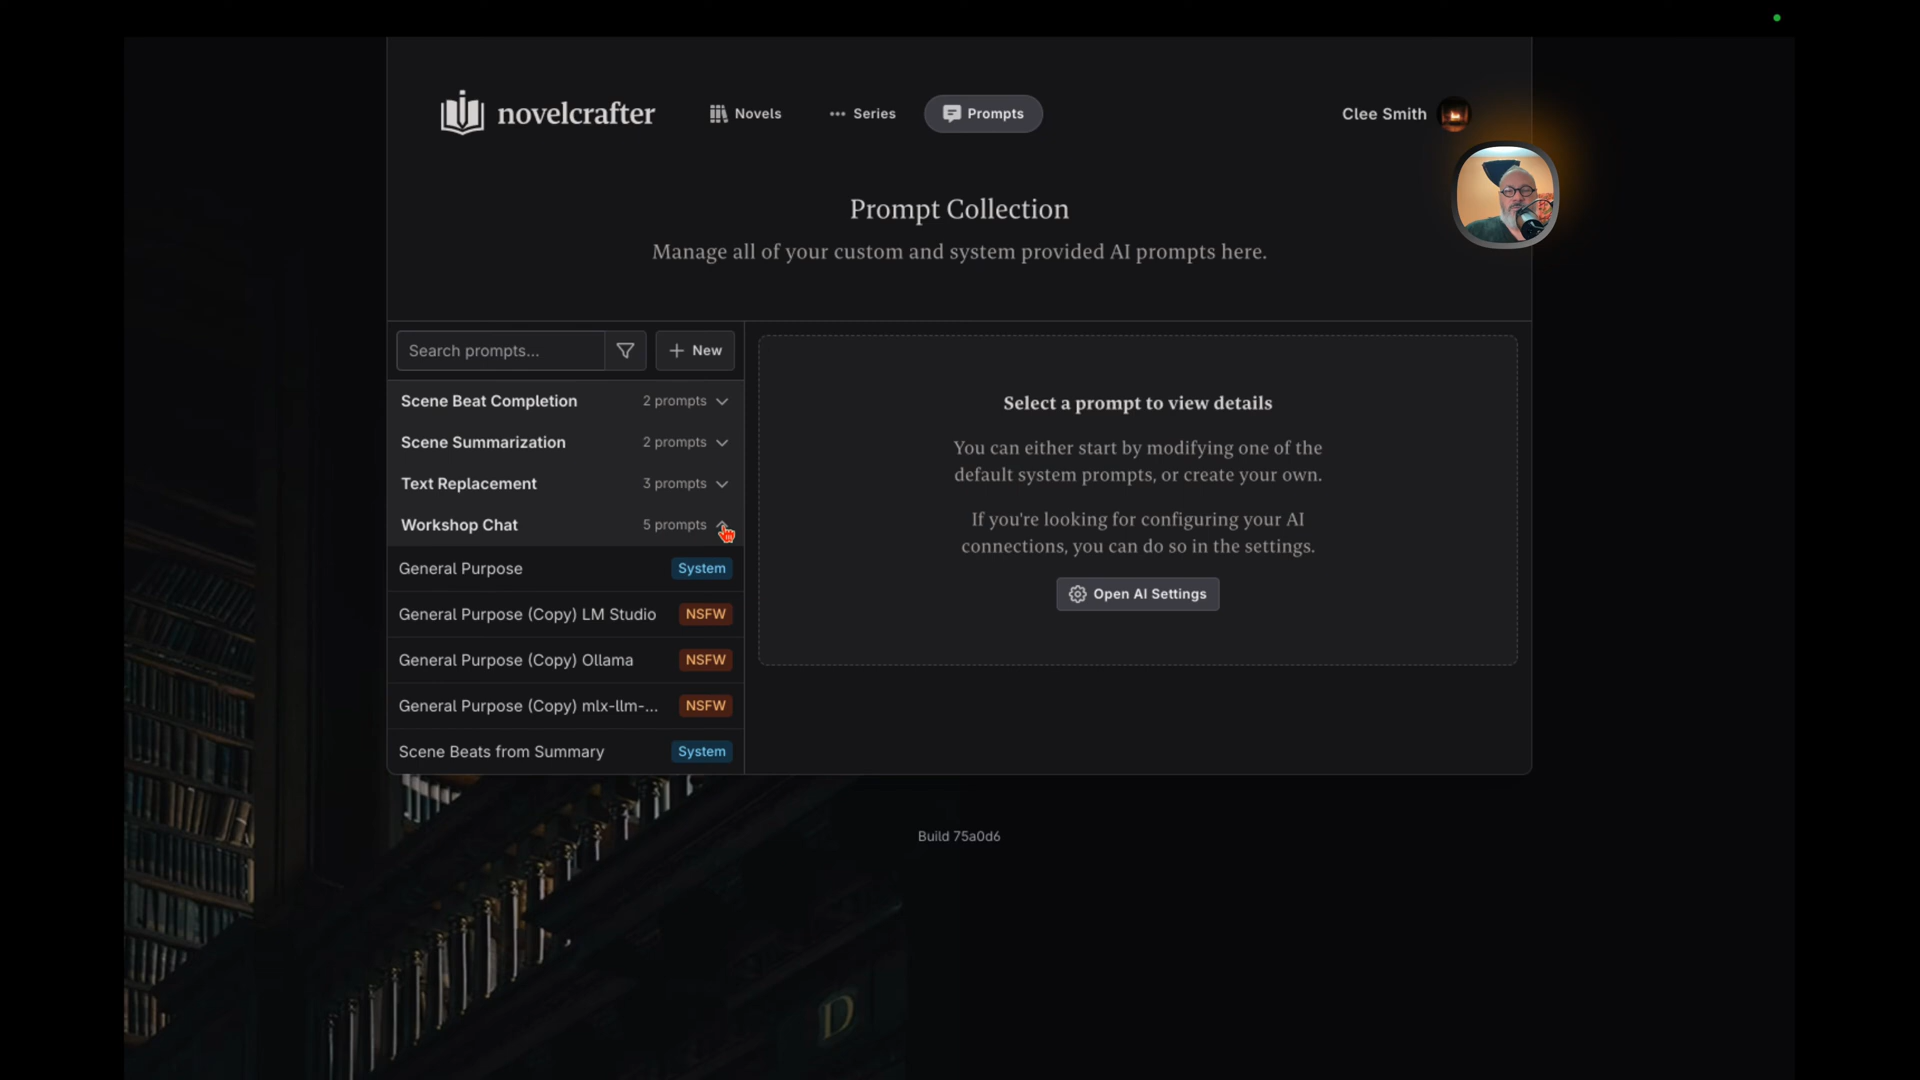 novelcrafter
Novels
Series
Prompts
Clee Smith
Prompt Collection
Manage all of your custom and system provided AI prompts here.
Search prompts...
New
Scene Beat Completion 2 prompts
Scene Summarization 2 prompts
Text Replacement 3 prompts
Workshop Chat 5 prompts
General Purpose System
General Purpose (Copy) LM Studio NSFW
General Purpose (Copy) Ollama NSFW
General Purpose (Copy) mlx-llm-... NSFW
Scene Beats from Summary System
Select a prompt to view details
You can either start by modifying one of the
default system prompts, or create your own.
If you're looking for configuring your AI
connections, you can do so in the settings.
Open AI Settings
Build 75a0d6
D